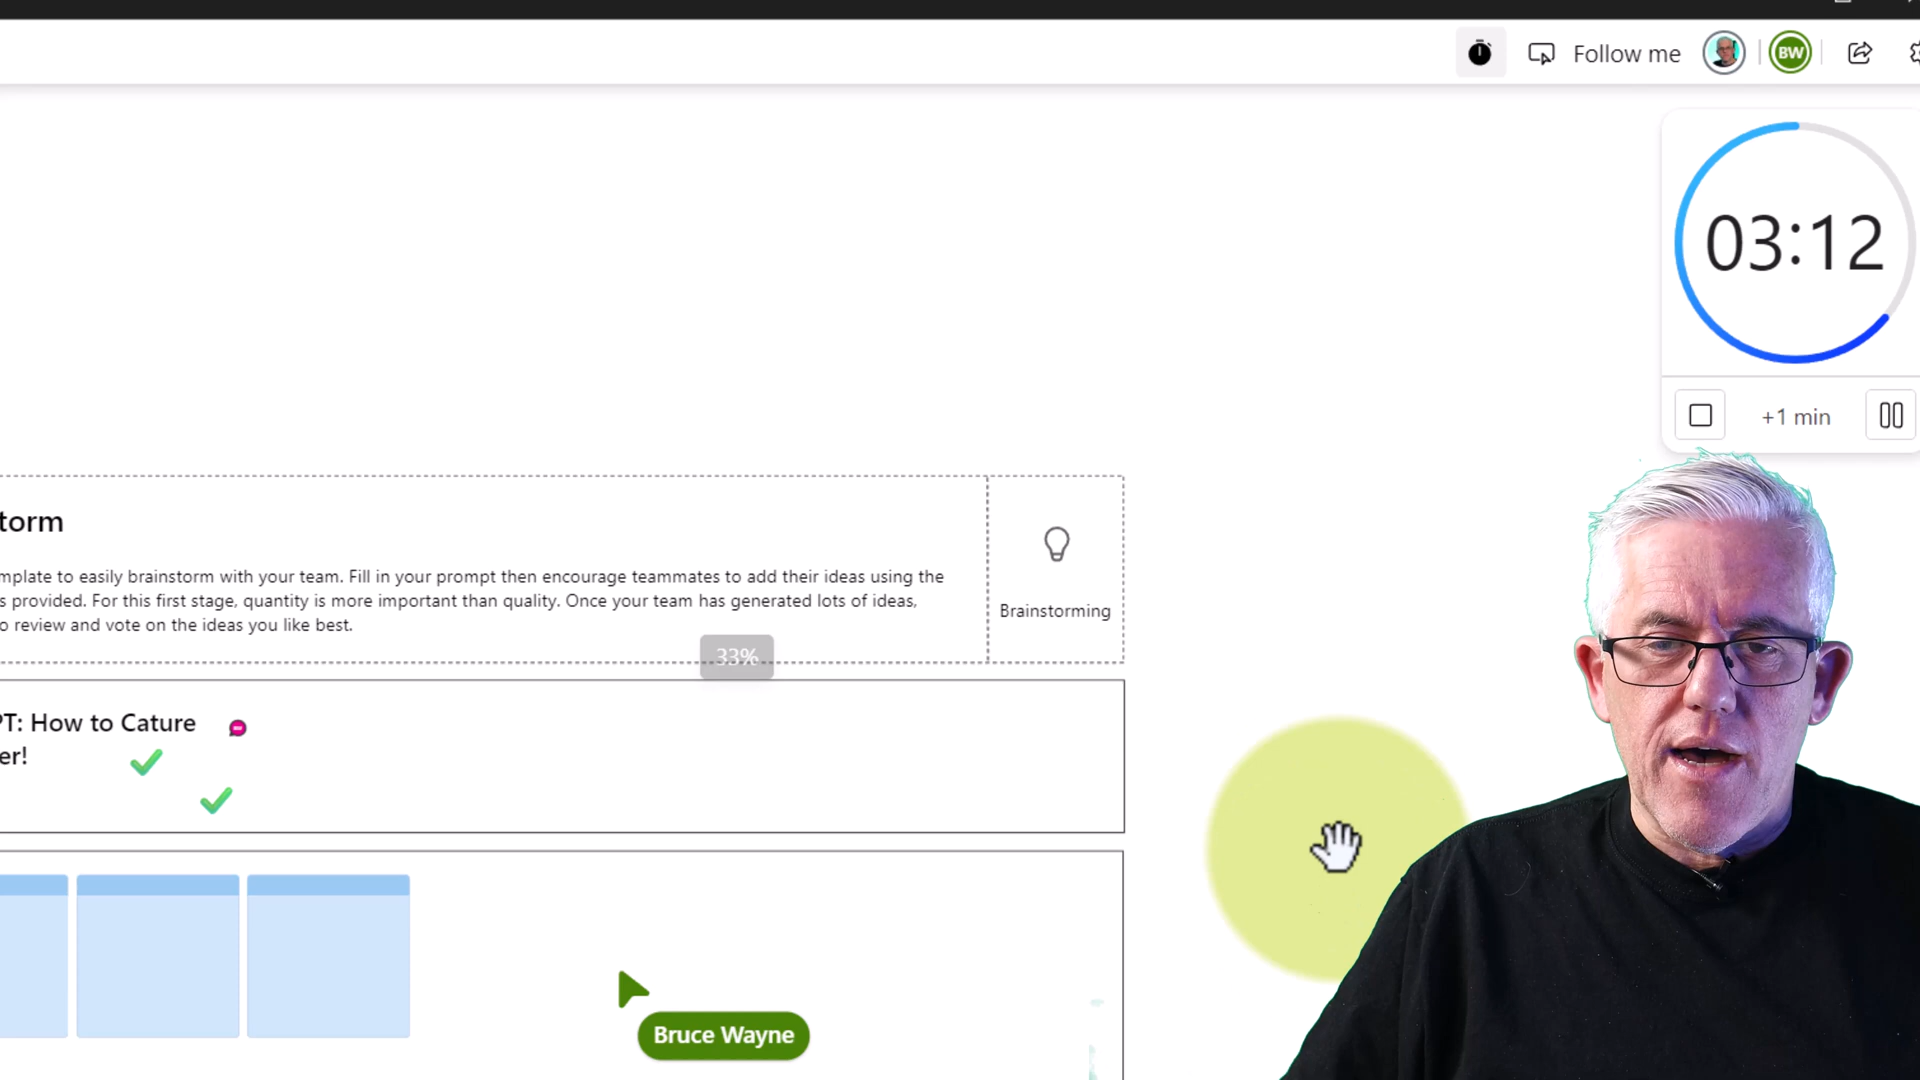 Follow me
BW
03:12
+1 min
torm
mplate to easily brainstorm with your team. Fill in your prompt then encourage teammates to add their ideas using the
s provided. For this first stage, quantity is more important than quality. Once your team has generated lots of ideas,
o review and vote on the ideas you like best.
Brainstorming
33%
PT: How to Cature
er!
Bruce Wayne